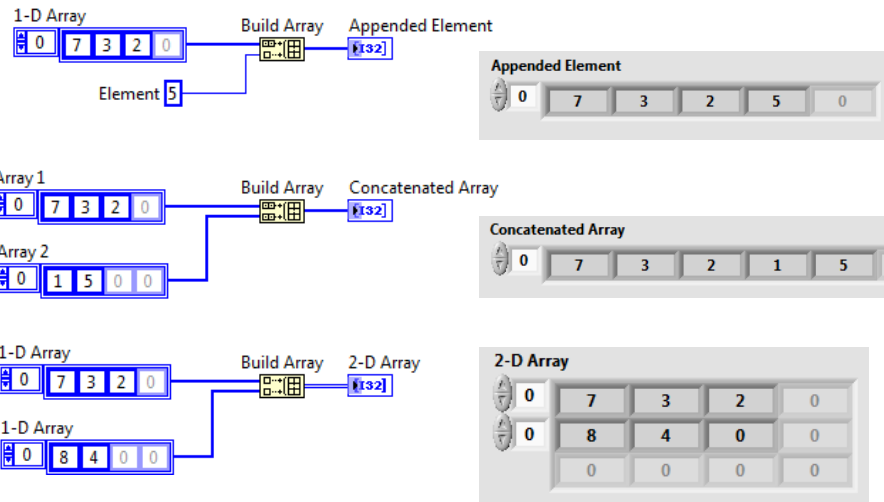 1-D Array
Build Array Appended Element
0 7 3 2 0
[I32]
Element 5
Appended Element
0 7 3 2 5 0
Array 1
Build Array Concatenated Array
0 7 3 2 0
[I32]
Array 2
0 1 5 0 0
Concatenated Array
0 7 3 2 1 5
1-D Array
Build Array 2-D Array
0 7 3 2 0
[I32]
1-D Array
0 8 4 0 0
2-D Array
0 7 3 2 0
0 8 4 0 0
0 0 0 0